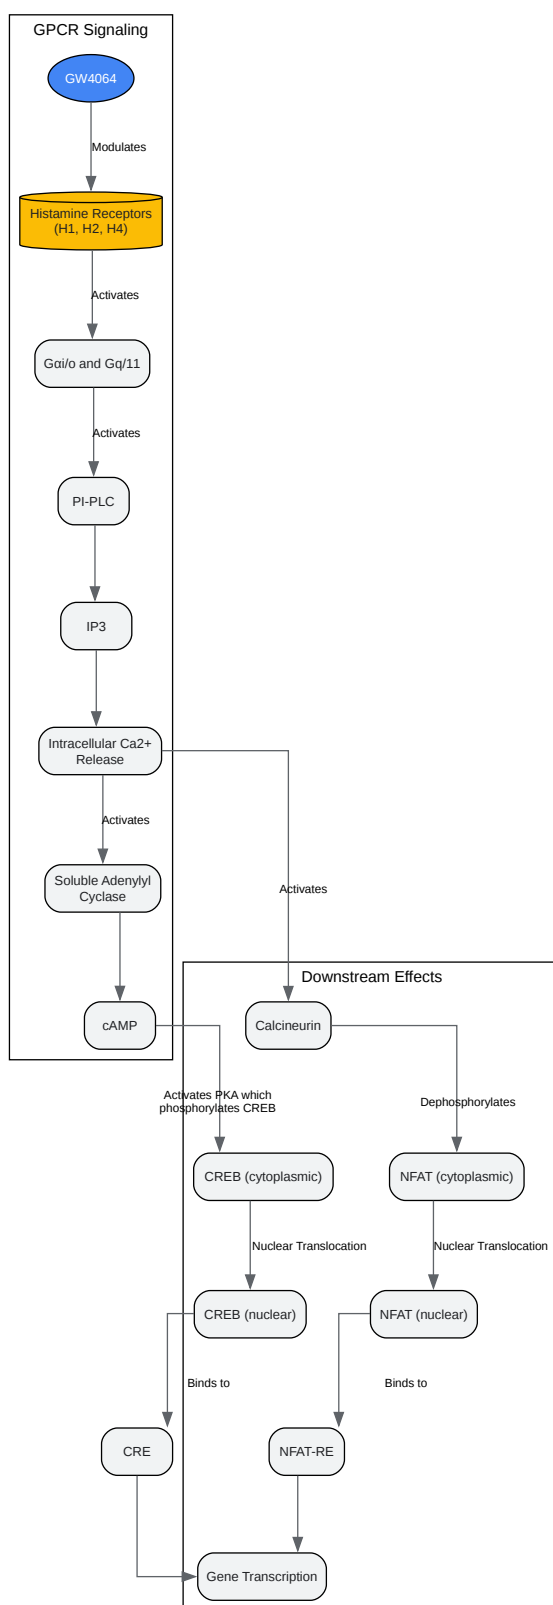 GPCR Signaling
GW4064
Modulates
Histamine Receptors
(H1, H2, H4)
Activates
Gαi/o and Gq/11
Activates
PI-PLC
IP3
Intracellular Ca2+
Release
Activates
Soluble Adenylyl
Cyclase
Activates
Downstream Effects
cAMP
Calcineurin
Activates PKA which
phosphorylates CREB
Dephosphorylates
CREB (cytoplasmic)
NFAT (cytoplasmic)
Nuclear Translocation
Nuclear Translocation
CREB (nuclear)
NFAT (nuclear)
Binds to
Binds to
CRE
NFAT-RE
Gene Transcription